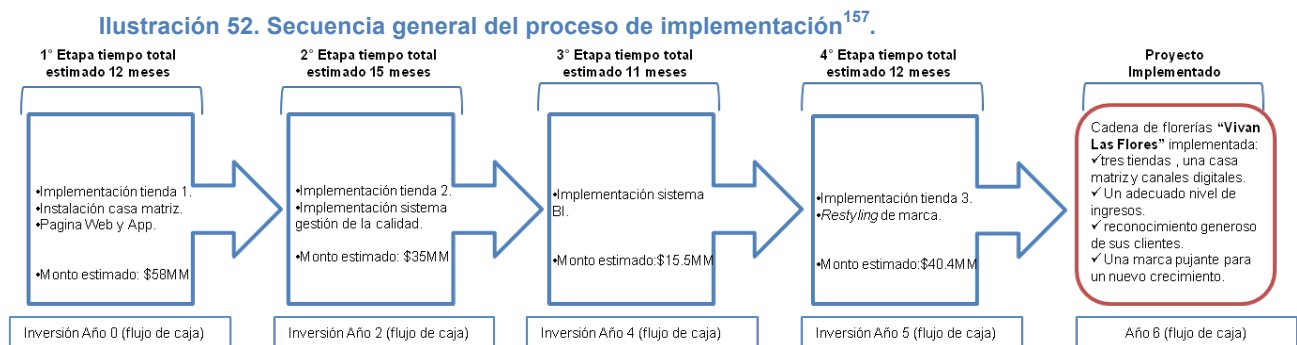 Ilustración 52. Secuencia general del proceso de implementación157.
1° Etapa tiempo total
estimado 12 meses
•Implementación tienda 1.
•Instalación casa matriz.
•Pagina Web y App.
•Monto estimado: $58MM
Inversión Año 0 (flujo de caja)
2° Etapa tiempo total
estimado 15 meses
•Implementación tienda 2.
•Implementación sistema
gestión de la calidad.
•Monto estimado: $35MM
Inversión Año 2 (flujo de caja)
3° Etapa tiempo total
estimado 11 meses
•Implementación sistema
BI.
•Monto estimado:$15.5MM
Inversión Año 4 (flujo de caja)
4° Etapa tiempo total
estimado 12 meses
•Implementación tienda 3.
•Restyling de marca.
•Monto estimado:$40.4MM
Inversión Año 5 (flujo de caja)
Proyecto
Implementado
Cadena de florerías “Vivan
Las Flores” implementada:
✓tres tiendas , una casa
matriz y canales digitales.
✓Un adecuado nivel de
ingresos.
✓reconocimiento generoso
de sus clientes.
✓Una marca pujante para
un nuevo crecimiento.
Año 6 (flujo de caja)